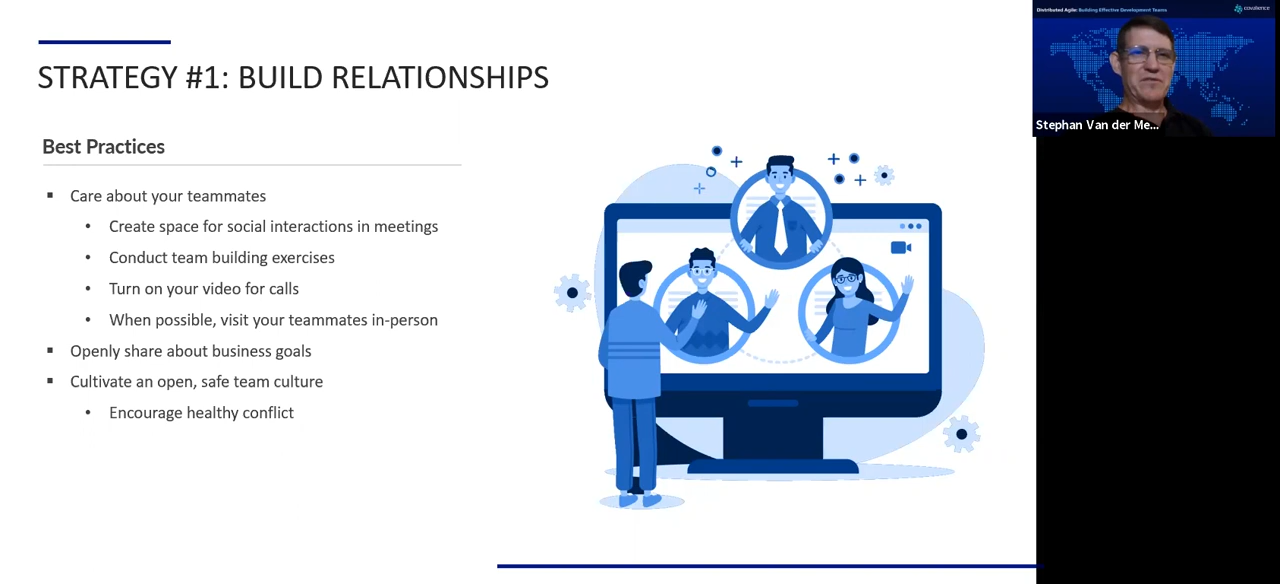 Distributed Agile: Building Effective Development Teams
covalence
Stephan Van der Me...
STRATEGY #1: BUILD RELATIONSHIPS
Best Practices
▪ Care about your teammates
• Create space for social interactions in meetings
• Conduct team building exercises
• Turn on your video for calls
• When possible, visit your teammates in-person
▪ Openly share about business goals
▪ Cultivate an open, safe team culture
• Encourage healthy conflict